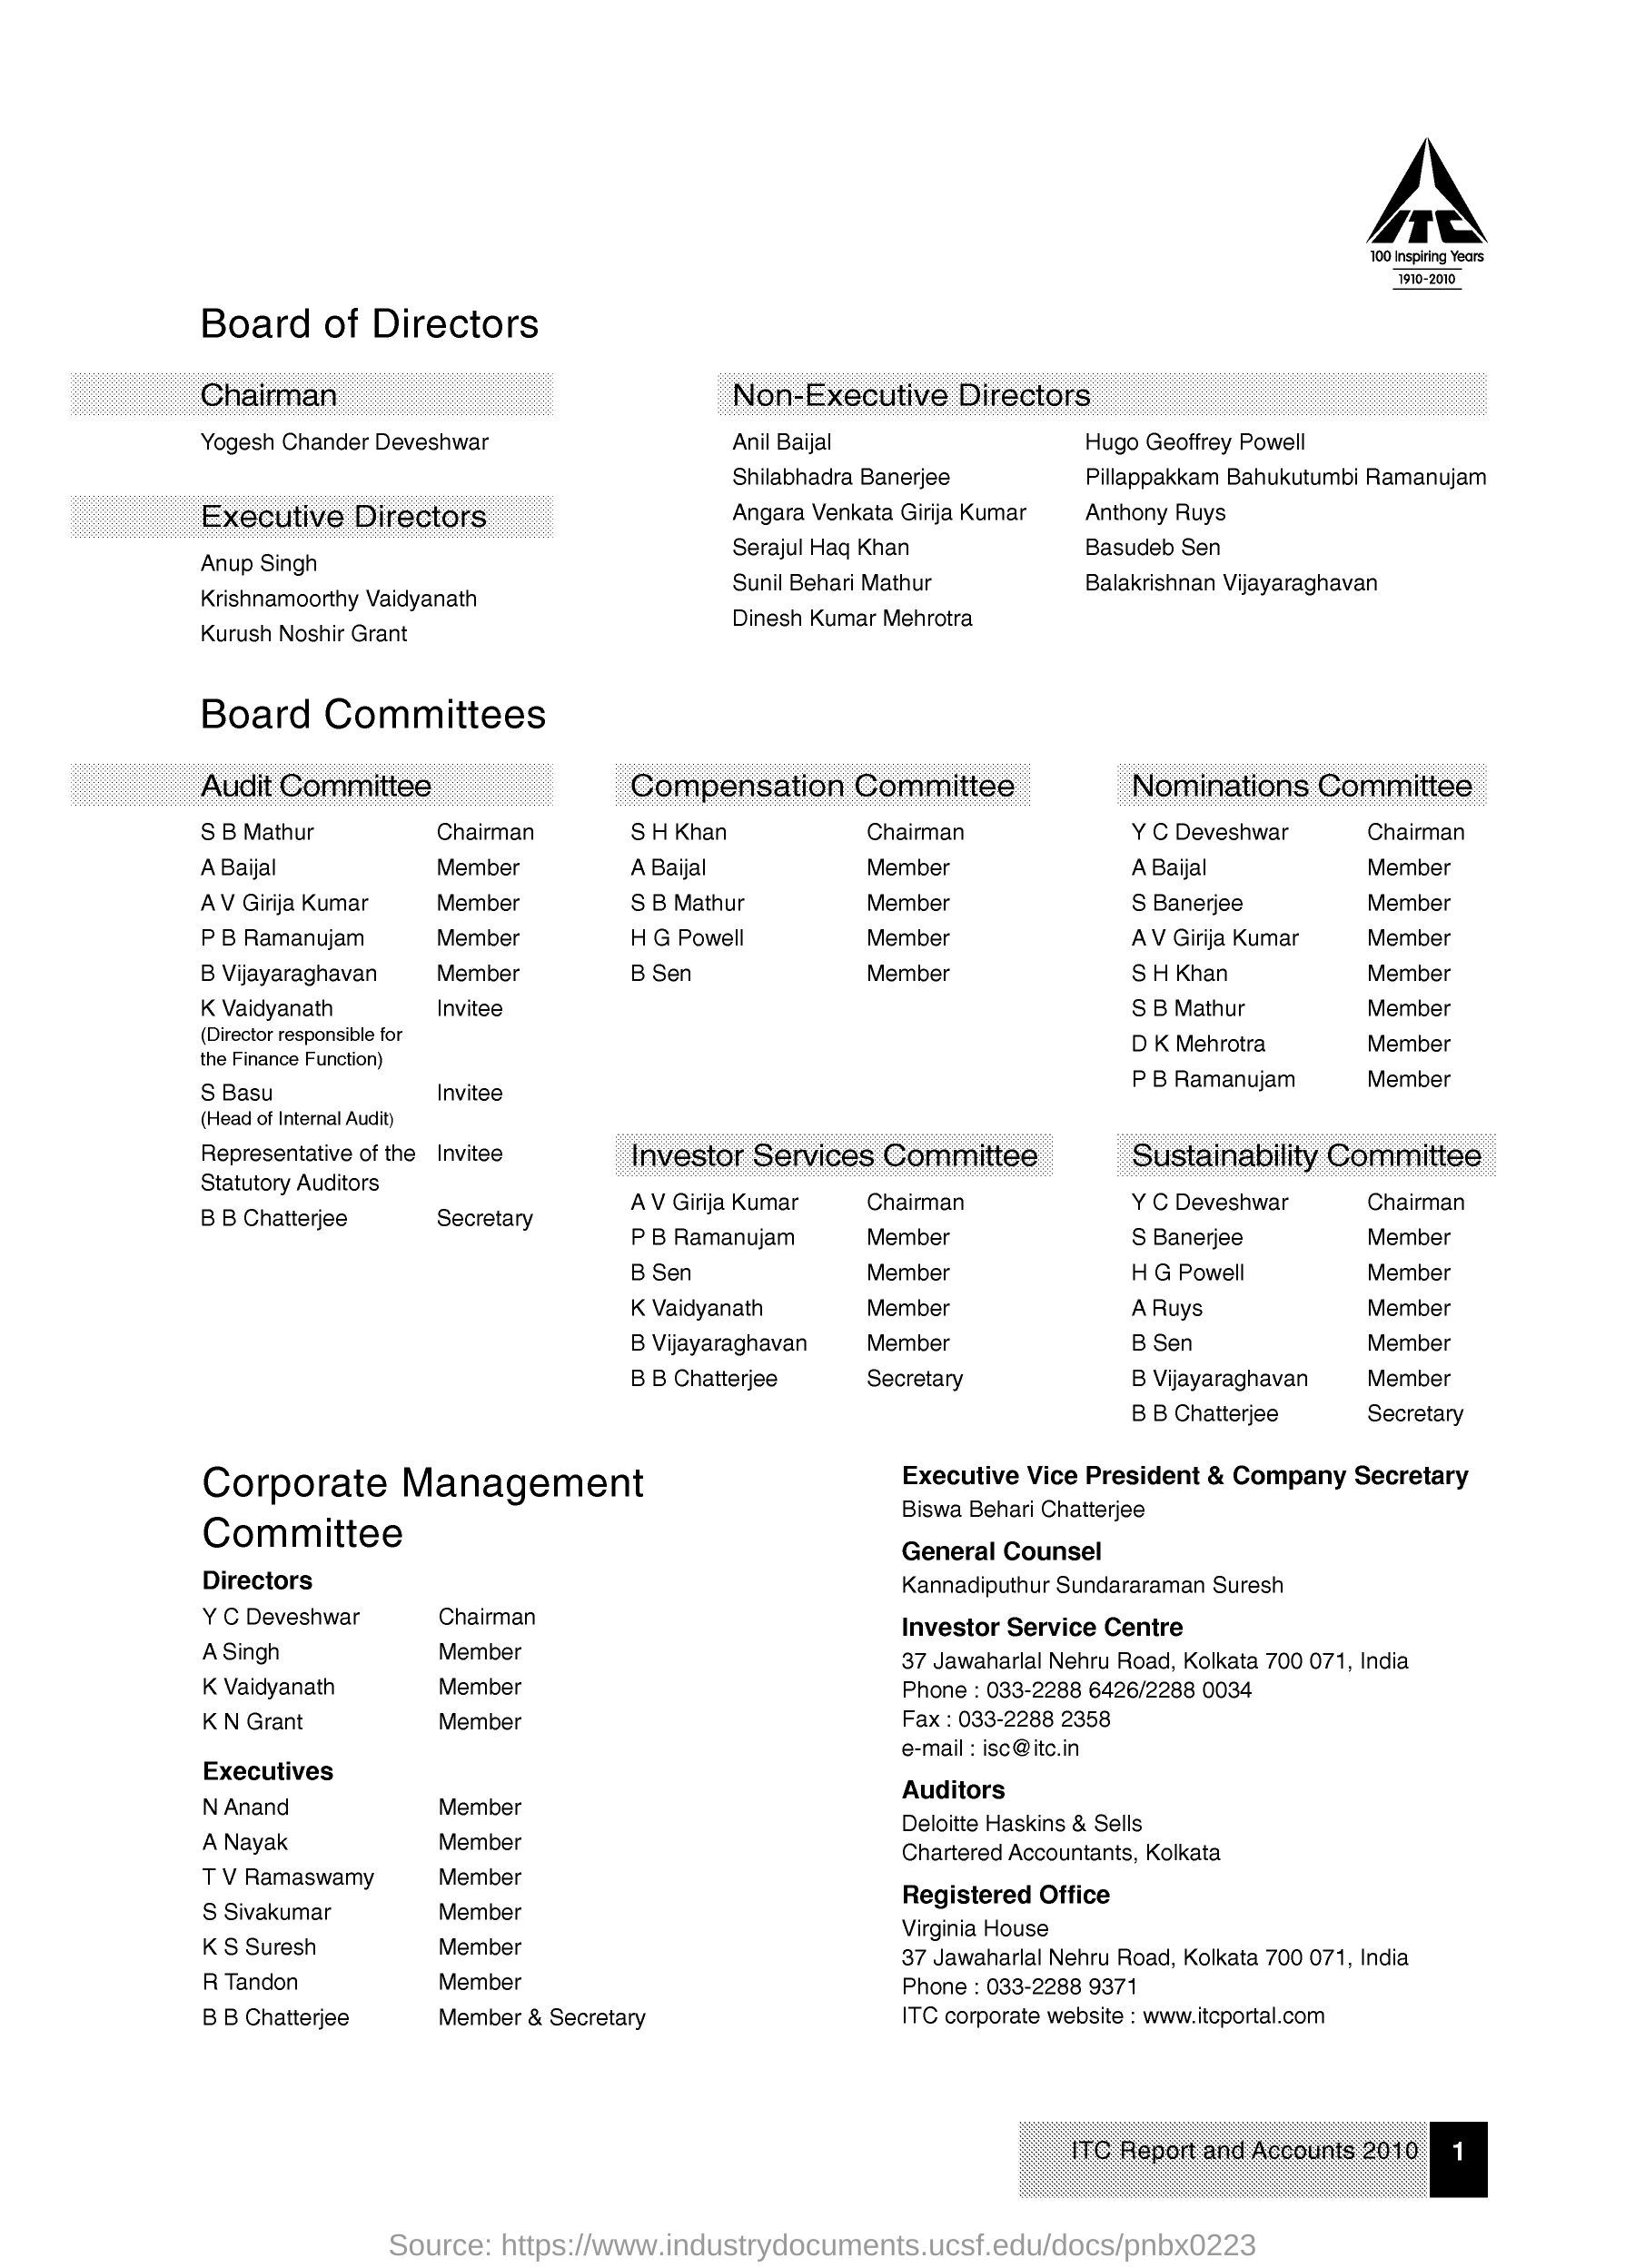 ITC
100 Inspiring Years
1910-2010
Board of Directors
Chairman
Yogesh Chander Deveshwar
Executive Directors
Anup Singh
Krishnamoorthy Vaidyanath
Kurush Noshir Grant
Non-Executive Directors
Anil Baijal
Shilabhadra Banerjee
Angara Venkata Girija Kumar
Serajul Haq Khan
Sunil Behari Mathur
Dinesh Kumar Mehrotra
Hugo Geoffrey Powell
Pillappakkam Bahukutumbi Ramanujam
Anthony Ruys
Basudeb Sen
Balakrishnan Vijayaraghavan
Board Committees
Audit Committee
S B Mathur Chairman
A Baijal Member
A V Girija Kumar Member
P B Ramanujam Member
B Vijayaraghavan Member
K Vaidyanath Invitee
(Director responsible for
the Finance Function)
S Basu Invitee
(Head of Internal Audit)
Representative of the Invitee
Statutory Auditors
B B Chatterjee Secretary
Compensation Committee
S H Khan Chairman
A Baijal Member
S B Mathur Member
H G Powell Member
B Sen Member
Nominations Committee
Y C Deveshwar Chairman
A Baijal Member
S Banerjee Member
A V Girija Kumar Member
S H Khan Member
S B Mathur Member
D K Mehrotra Member
P B Ramanujam Member
Investor Services Committee
A V Girija Kumar Chairman
P B Ramanujam Member
B Sen Member
K Vaidyanath Member
B Vijayaraghavan Member
B B Chatterjee Secretary
Sustainability Committee
Y C Deveshwar Chairman
S Banerjee Member
H G Powell Member
A Ruys Member
B Sen Member
B Vijayaraghavan Member
B B Chatterjee Secretary
Corporate Management
Committee
Directors
Y C Deveshwar Chairman
A Singh Member
K Vaidyanath Member
K N Grant Member
Executives
N Anand Member
A Nayak Member
T V Ramaswamy Member
S Sivakumar Member
K S Suresh Member
R Tandon Member
B B Chatterjee Member & Secretary
Executive Vice President & Company Secretary
Biswa Behari Chatterjee
General Counsel
Kannadiputhur Sundararaman Suresh
Investor Service Centre
37 Jawaharlal Nehru Road, Kolkata 700 071, India
Phone : 033-2288 6426/2288 0034
Fax : 033-2288 2358
e-mail : isc@itc.in
Auditors
Deloitte Haskins & Sells
Chartered Accountants, Kolkata
Registered Office
Virginia House
37 Jawaharlal Nehru Road, Kolkata 700 071, India
Phone : 033-2288 9371
ITC corporate website : www.itcportal.com
ITC Report and Accounts 2010 1
Source: https://www.industrydocuments.ucsf.edu/docs/pnbx0223